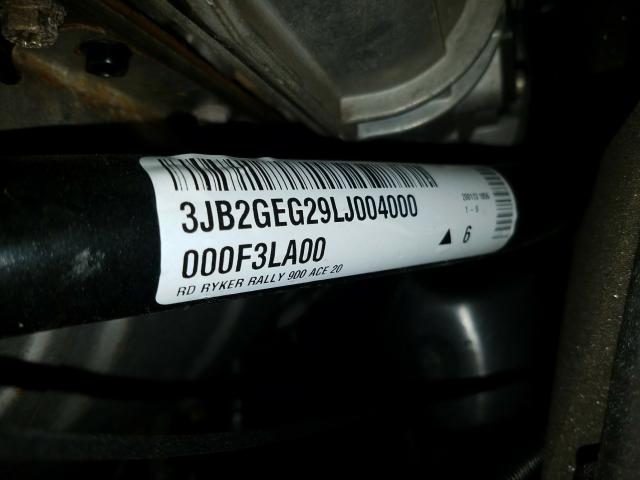 3JB2GEG29LJ004000
000F3LA00
RD RYKER RALLY 900 ACE 20
6